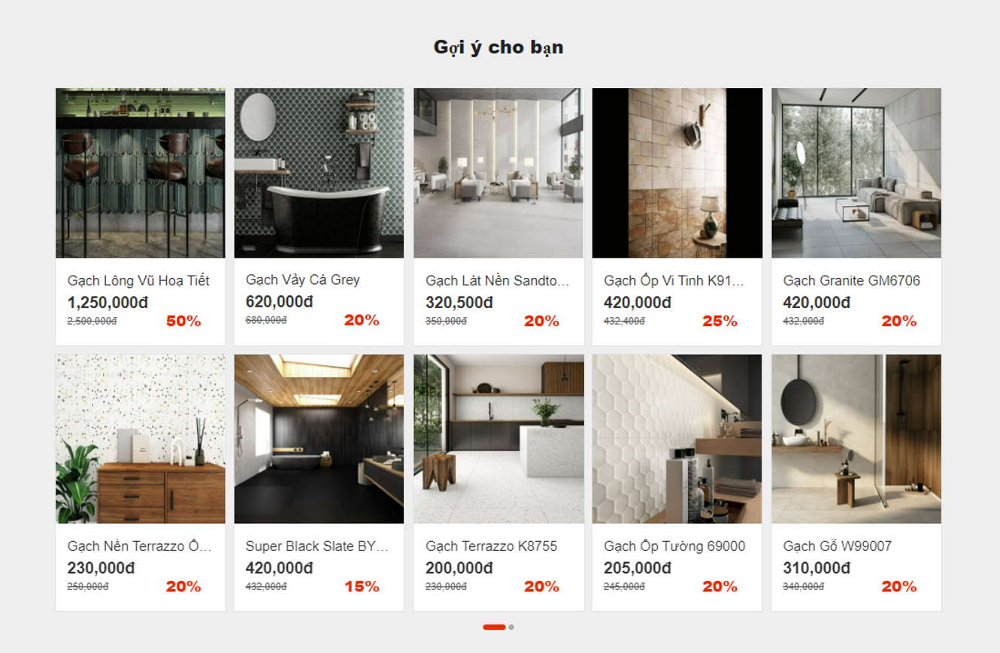 Gợi ý cho bạn
Gạch Lông Vũ Hoạ Tiết
1,250,000đ
2,500,000đ 50%
Gạch Vảy Cá Grey
620,000đ
680,000đ 20%
Gạch Lát Nền Sandto...
320,500đ
350,000đ 20%
Gạch Ốp Vi Tinh K91...
420,000đ
432,400đ 25%
Gạch Granite GM6706
420,000đ
432,000đ 20%
Gạch Nền Terrazzo Ô...
230,000đ
250,000đ 20%
Super Black Slate BY...
420,000đ
432,000đ 15%
Gạch Terrazzo K8755
200,000đ
230,000đ 20%
Gạch Ốp Tường 69000
205,000đ
245,000đ 20%
Gạch Gỗ W99007
310,000đ
340,000đ 20%